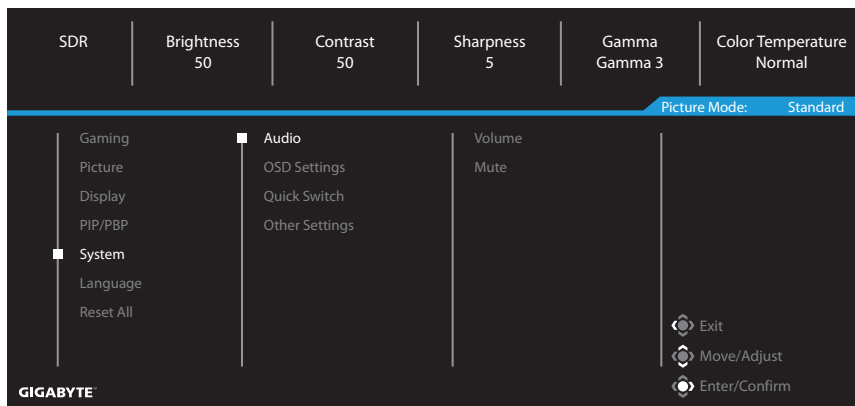 SDR
Brightness
50
Contrast
50
Sharpness
5
Gamma
Gamma 3
Color Temperature
Normal
Picture Mode: Standard
Gaming
Picture
Display
PIP/PBP
System
Language
Reset All
Audio
OSD Settings
Quick Switch
Other Settings
Volume
Mute
Exit
Move/Adjust
Enter/Confirm
GIGABYTE™